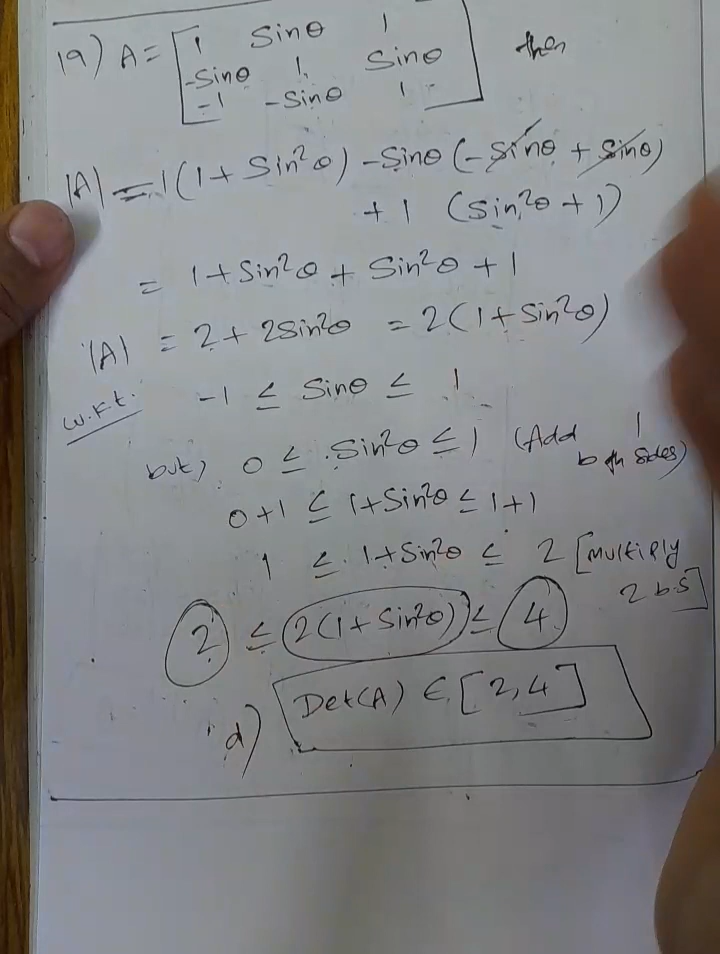 19) A = [ 1 sinθ 1 then
-sinθ 1 sinθ
-1 -sinθ 1 ]
|A| = 1(1 + sin²θ) - sinθ (-sinθ + sinθ)
+ 1 (sin²θ + 1)
= 1 + sin²θ + sin²θ + 1
|A| = 2 + 2sin²θ = 2(1 + sin²θ)
w.k.t. -1 ≤ sinθ ≤ 1
but, 0 ≤ sin²θ ≤ 1 (Add 1
both sides)
0+1 ≤ 1+sin²θ ≤ 1+1
1 ≤ 1+sin²θ ≤ 2 [multiply
2 b.s]
2 ≤ 2(1+sin²θ) ≤ 4
d) Det(A) ∈ [2,4]